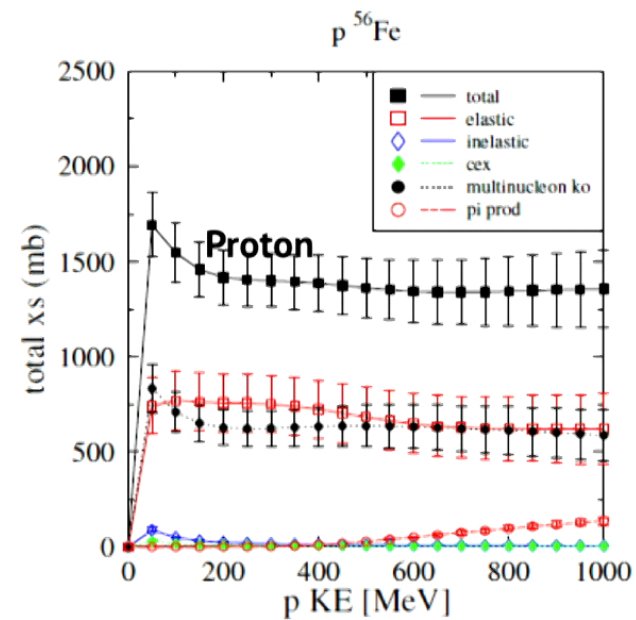 p ⁵⁶Fe
2500
2000
1500
1000
500
0
total xs (mb)
total
elastic
inelastic
cex
multinucleon ko
pi prod
Proton
0 200 400 600 800 1000
p KE [MeV]